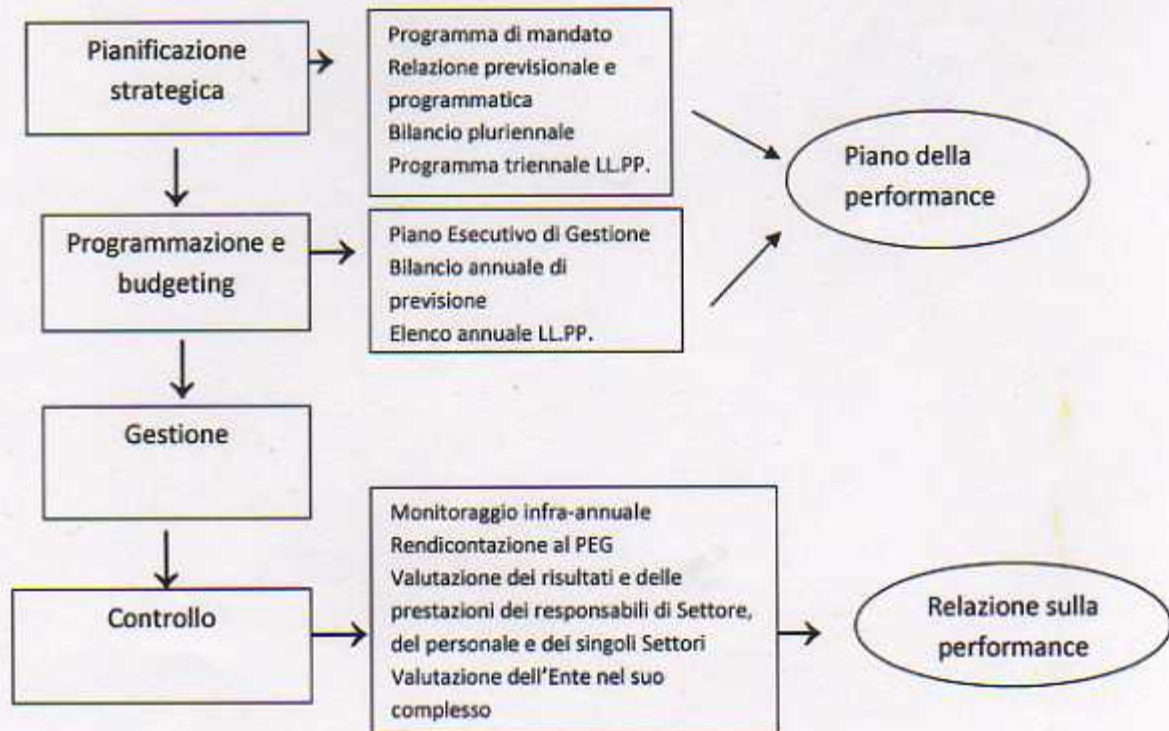 Pianificazione
strategica
Programma di mandato
Relazione previsionale e
programmatica
Bilancio pluriennale
Programma triennale LL.PP.
Piano della
performance
Programmazione e
budgeting
Piano Esecutivo di Gestione
Bilancio annuale di
previsione
Elenco annuale LL.PP.
Gestione
Controllo
Monitoraggio infra-annuale
Rendicontazione al PEG
Valutazione dei risultati e delle
prestazioni dei responsabili di Settore,
del personale e dei singoli Settori
Valutazione dell'Ente nel suo
complesso
Relazione sulla
performance